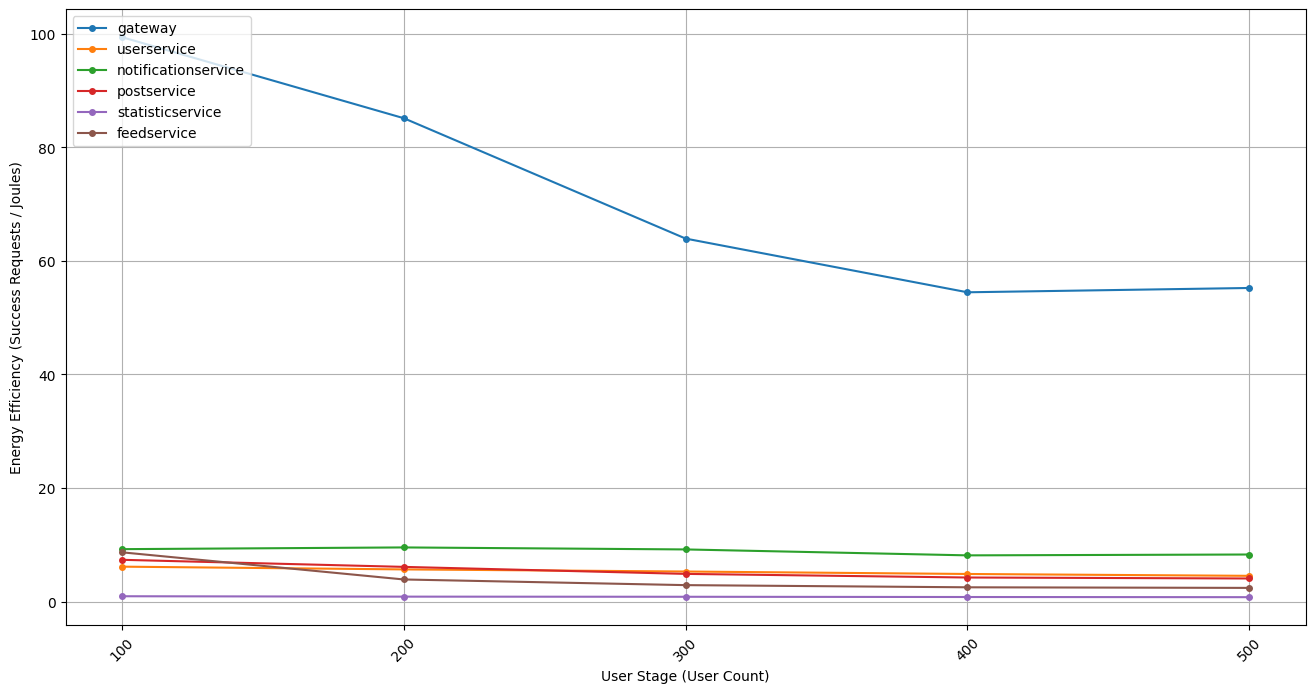 gateway
userservice
notificationservice
postservice
statisticservice
feedservice
Energy Efficiency (Success Requests / Joules)
100
80
60
40
20
0
100
200
300
400
500
User Stage (User Count)